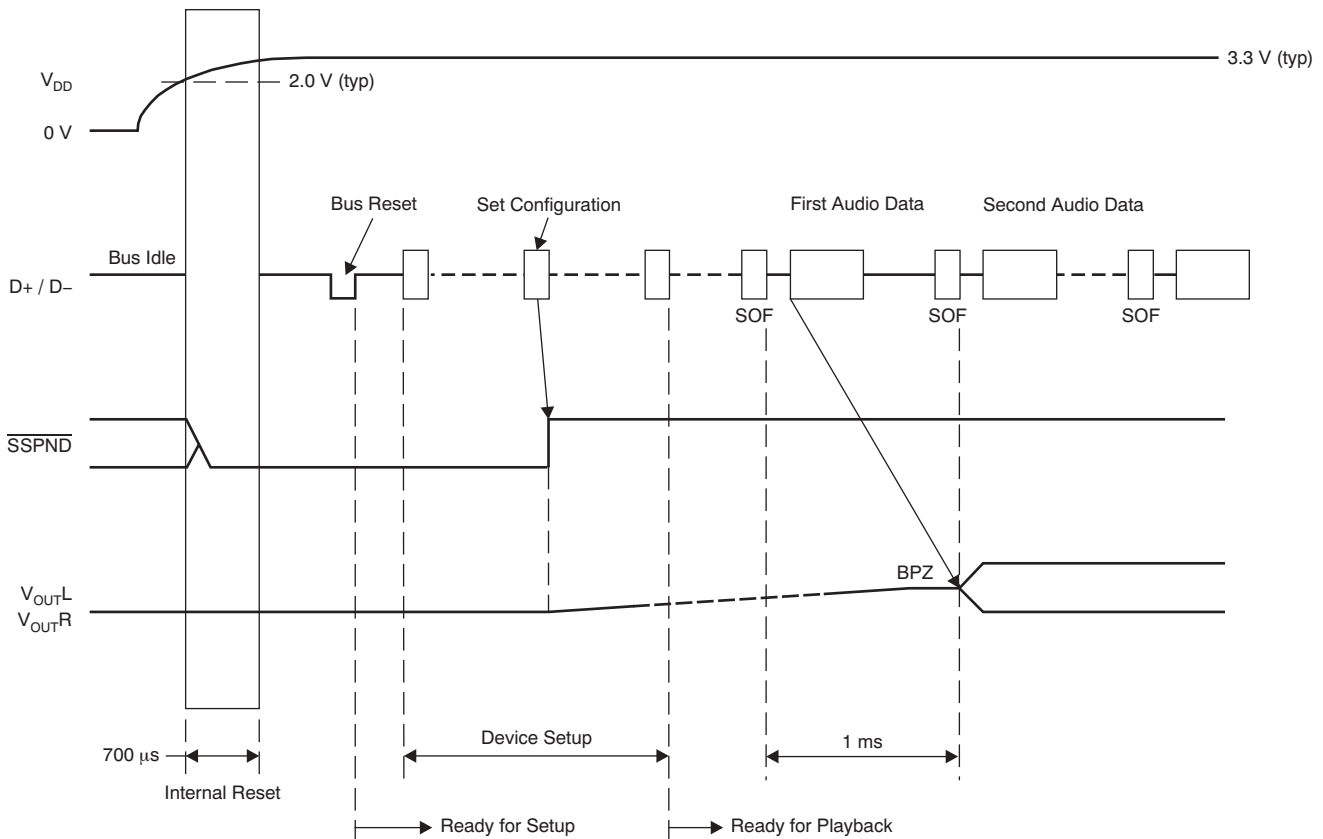 V_DD
2.0 V (typ)
3.3 V (typ)
0 V
Bus Reset
Set Configuration
First Audio Data
Second Audio Data
Bus Idle
D+ / D–
SOF
SOF
SOF
SSPND
BPZ
V_OUTL
V_OUTR
700 μs
Device Setup
1 ms
Internal Reset
Ready for Setup
Ready for Playback